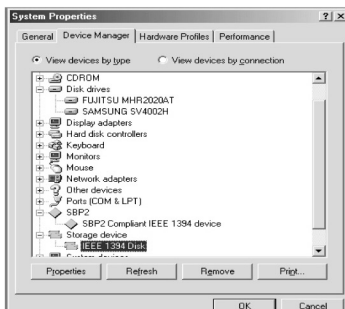 System Properties
General Device Manager Hardware Profiles Performance
View devices by type View devices by connection
CDROM
Disk drives
FUJITSU MHR2020AT
SAMSUNG SV4002H
Display adapters
Hard disk controllers
Keyboard
Monitors
Mouse
Network adapters
Other devices
Ports (COM & LPT)
SBP2
SBP2 Compliant IEEE 1394 device
Storage device
IEEE 1394 Disk
System devices
Properties Refresh Remove Print...
OK Cancel